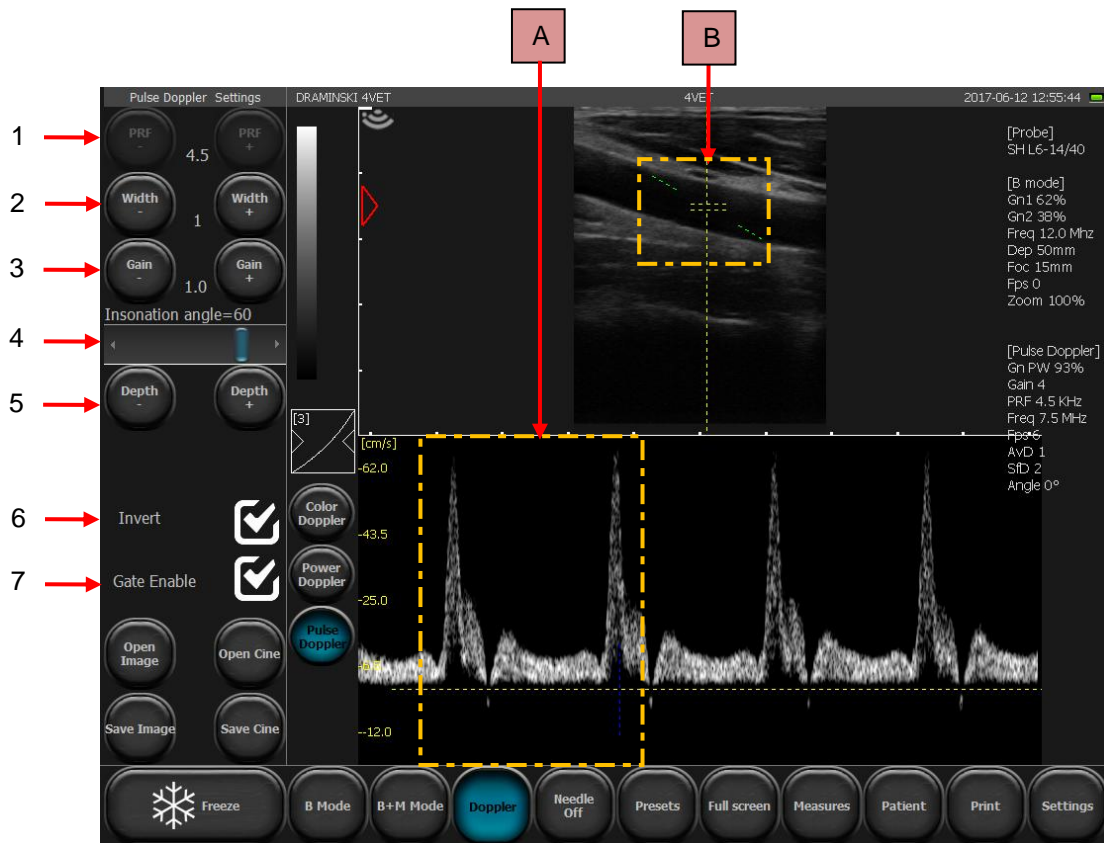 A
B
Pulse Doppler Settings
DRAMINSKI 4VET
4VET
2017-06-12 12:55:44
1
PRF
-
4.5
PRF
+
2
Width
-
1
Width
+
3
Gain
-
1.0
Gain
+
Insonation angle=60
4
5
Depth
-
Depth
+
6
Invert
7
Gate Enable
Open
Image
Open Cine
Save Image
Save Cine
[3]
Color
Doppler
Power
Doppler
Pulse
Doppler
[Probe]
SH L6-14/40
[B mode]
Gn1 62%
Gn2 38%
Freq 12.0 Mhz
Dep 50mm
Foc 15mm
Fps 0
Zoom 100%
[Pulse Doppler]
Gn PW 93%
Gain 4
PRF 4.5 KHz
Freq 7.5 MHz
Fps 6
AvD 1
SfD 2
Angle 0°
[cm/s]
-62.0
-43.5
-25.0
--12.0
Freeze
B Mode
B+M Mode
Doppler
Needle
Off
Presets
Full screen
Measures
Patient
Print
Settings